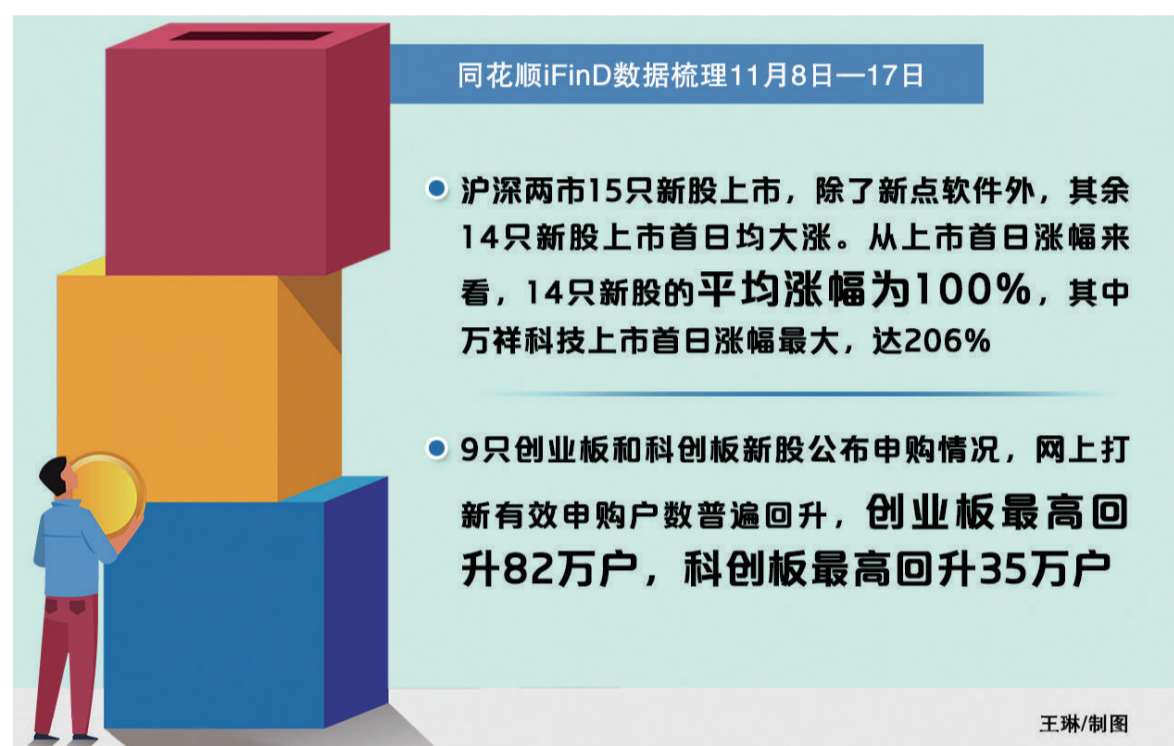 同花顺iFinD数据梳理11月8日—17日
沪深两市15只新股上市，除了新点软件外，其余
14只新股上市首日均大涨。从上市首日涨幅来
看，14只新股的平均涨幅为100%，其中
万祥科技上市首日涨幅最大，达206%
9只创业板和科创板新股公布申购情况，网上打
新有效申购户数普遍回升，创业板最高回
升82万户，科创板最高回升35万户
王琳/制图